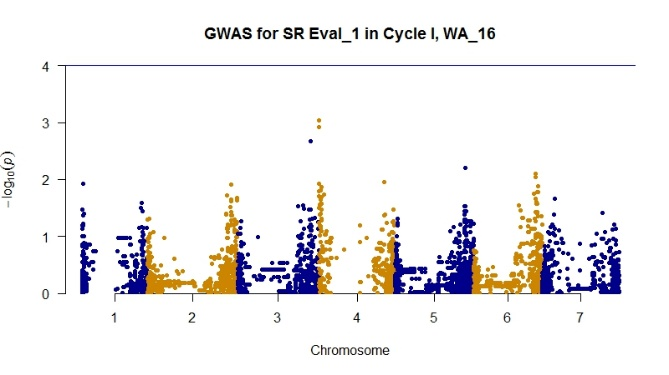 GWAS for SR Eval_1 in Cycle I, WA_16
4
3
2
1
0
−log10(p)
1 2 3 4 5 6 7
Chromosome